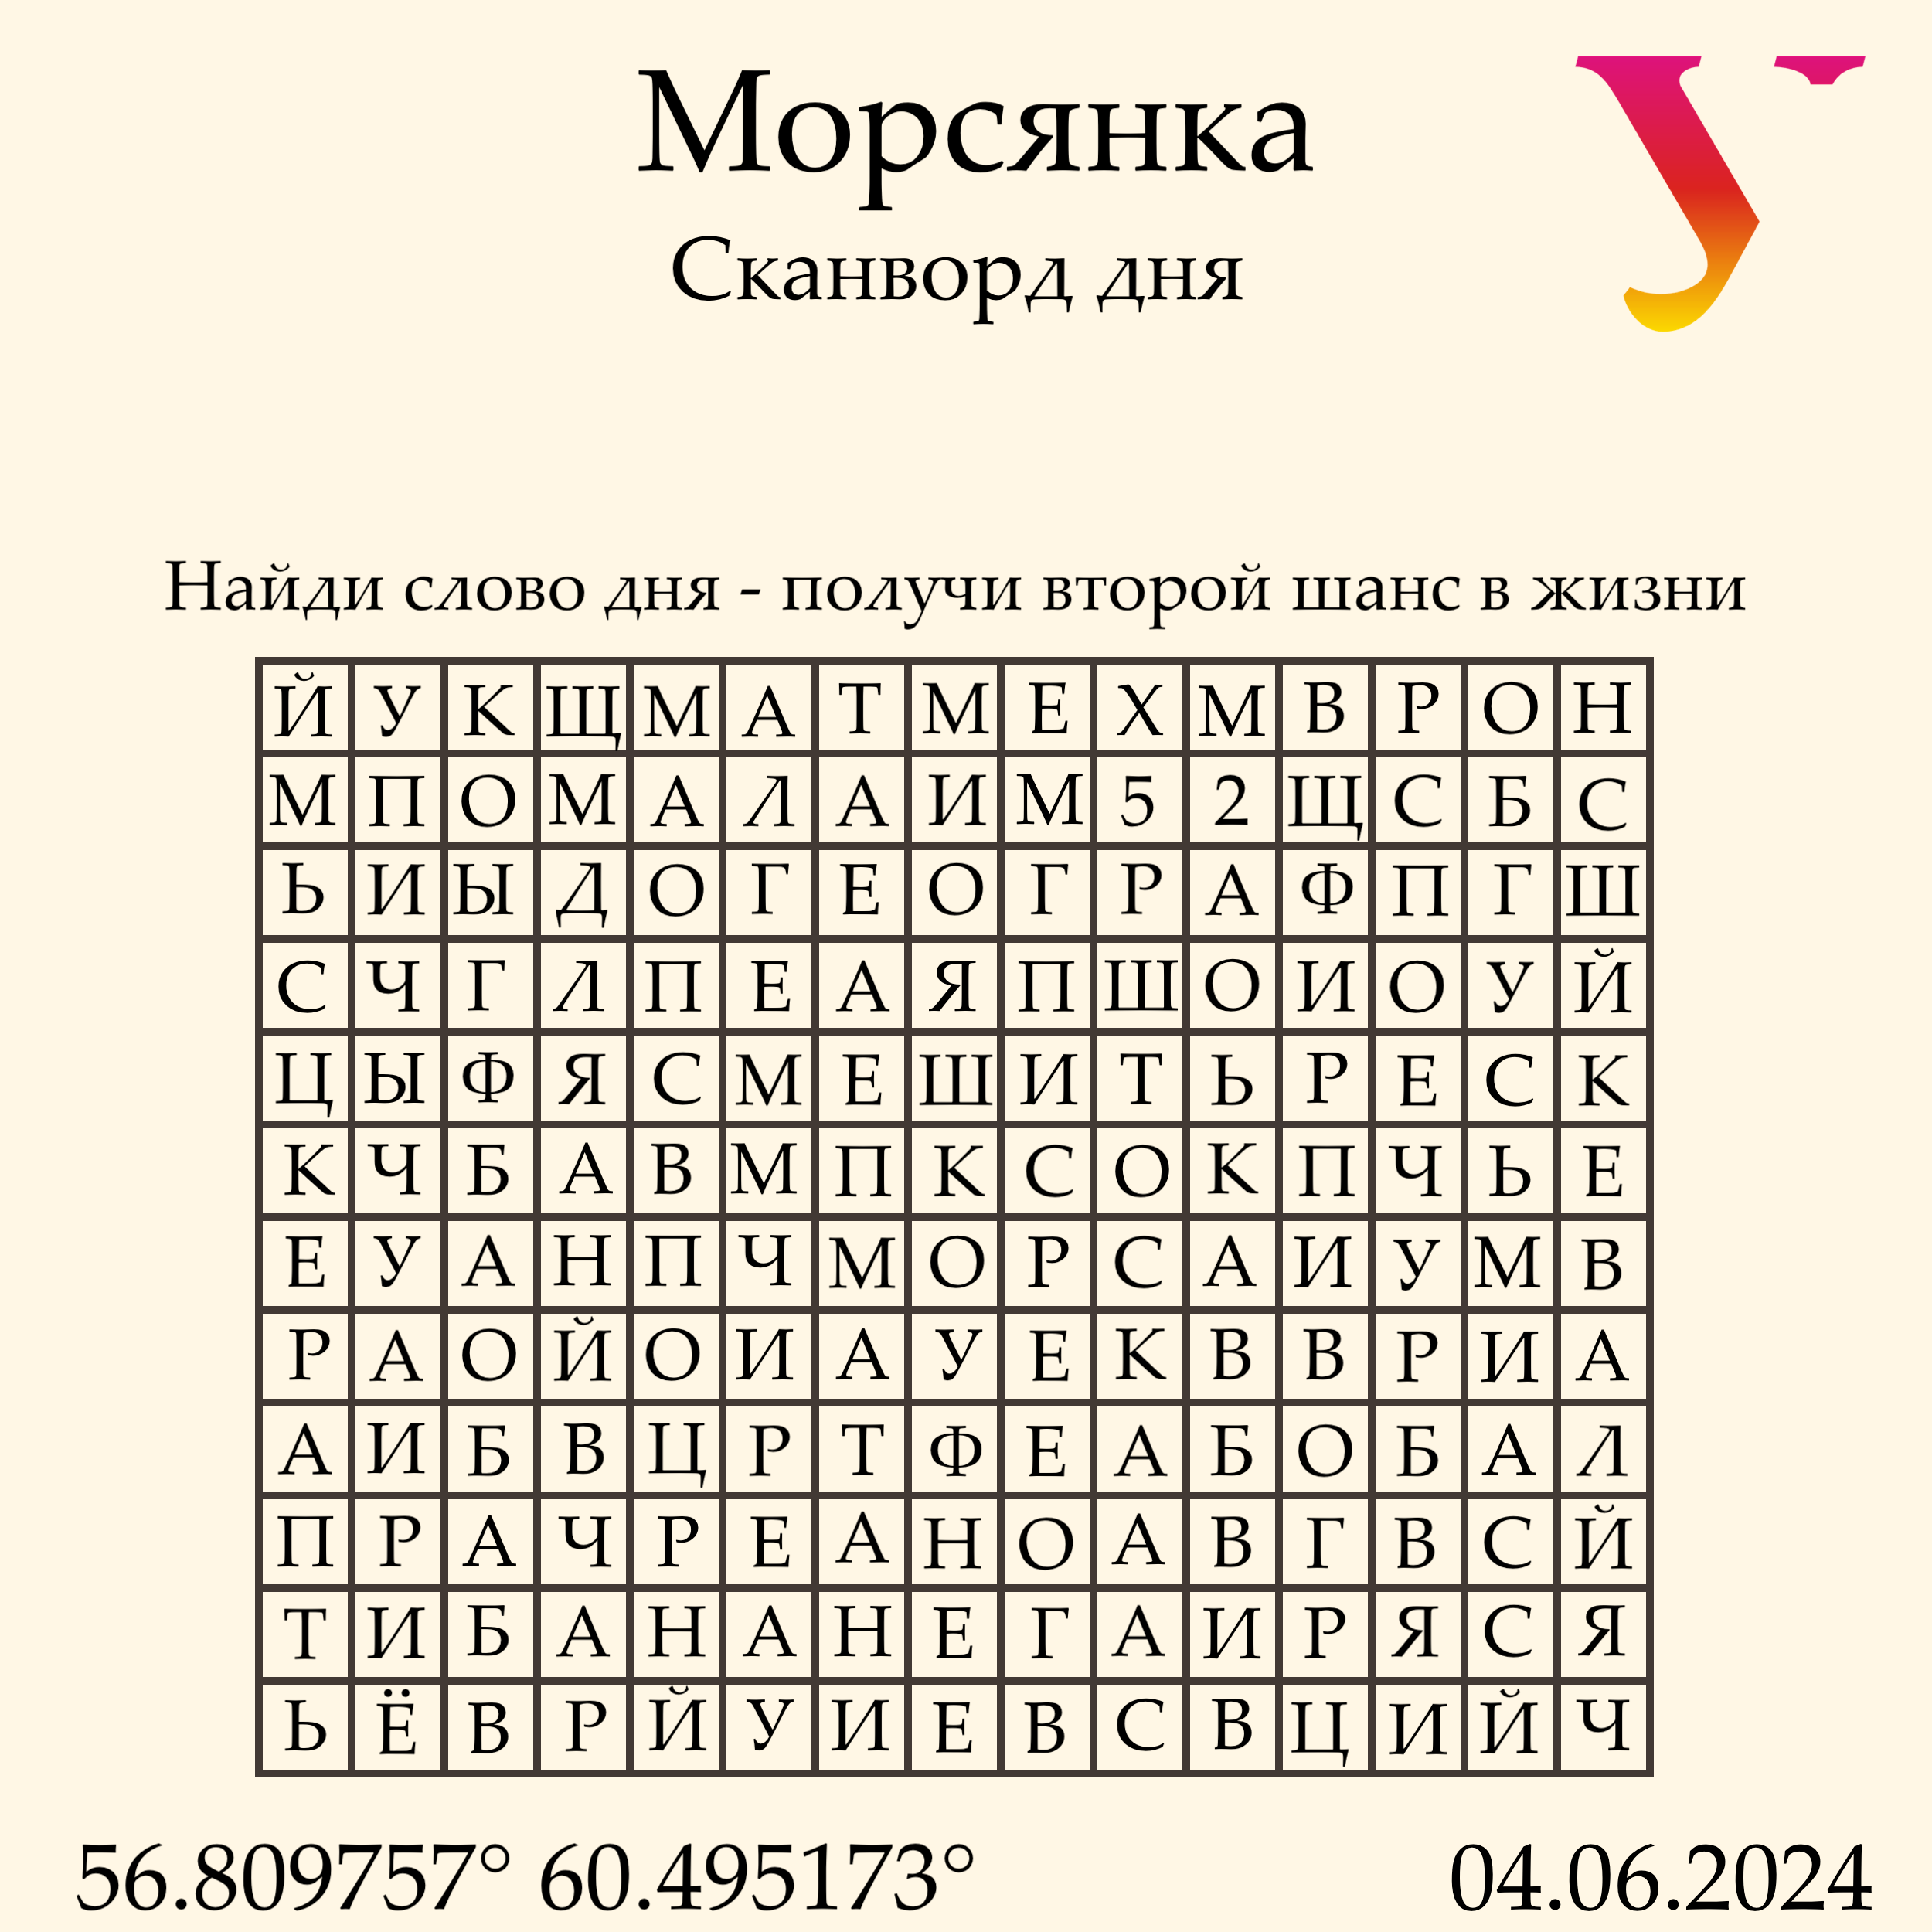 Морсянка
У
Сканворд дня
Найди слово дня - получи второй шанс в жизни
Й У К Щ М А Т М Е Х М В Р О Н
М П О М А Л А И М 5 2 Щ С Б С
Ь И Ы Д О Г Е О Г Р А Ф П Г Ш
С Ч Г Л П Е А Я П Ш О И О У Й
Ц Ы Ф Я С М Е Ш И Т Ь Р Е С К
К Ч Б А В М П К С О К П Ч Ь Е
Е У А Н П Ч М О Р С А И У М В
Р А О Й О И А У Е К В В Р И А
А И Б В Ц Р Т Ф Е А Б О Б А Л
П Р А Ч Р Е А Н О А В Г В С Й
Т И Б А Н А Н Е Г А И Р Я С Я
Ь Ё В Р Й У И Е В С В Ц И Й Ч
56.809757° 60.495173°
04.06.2024